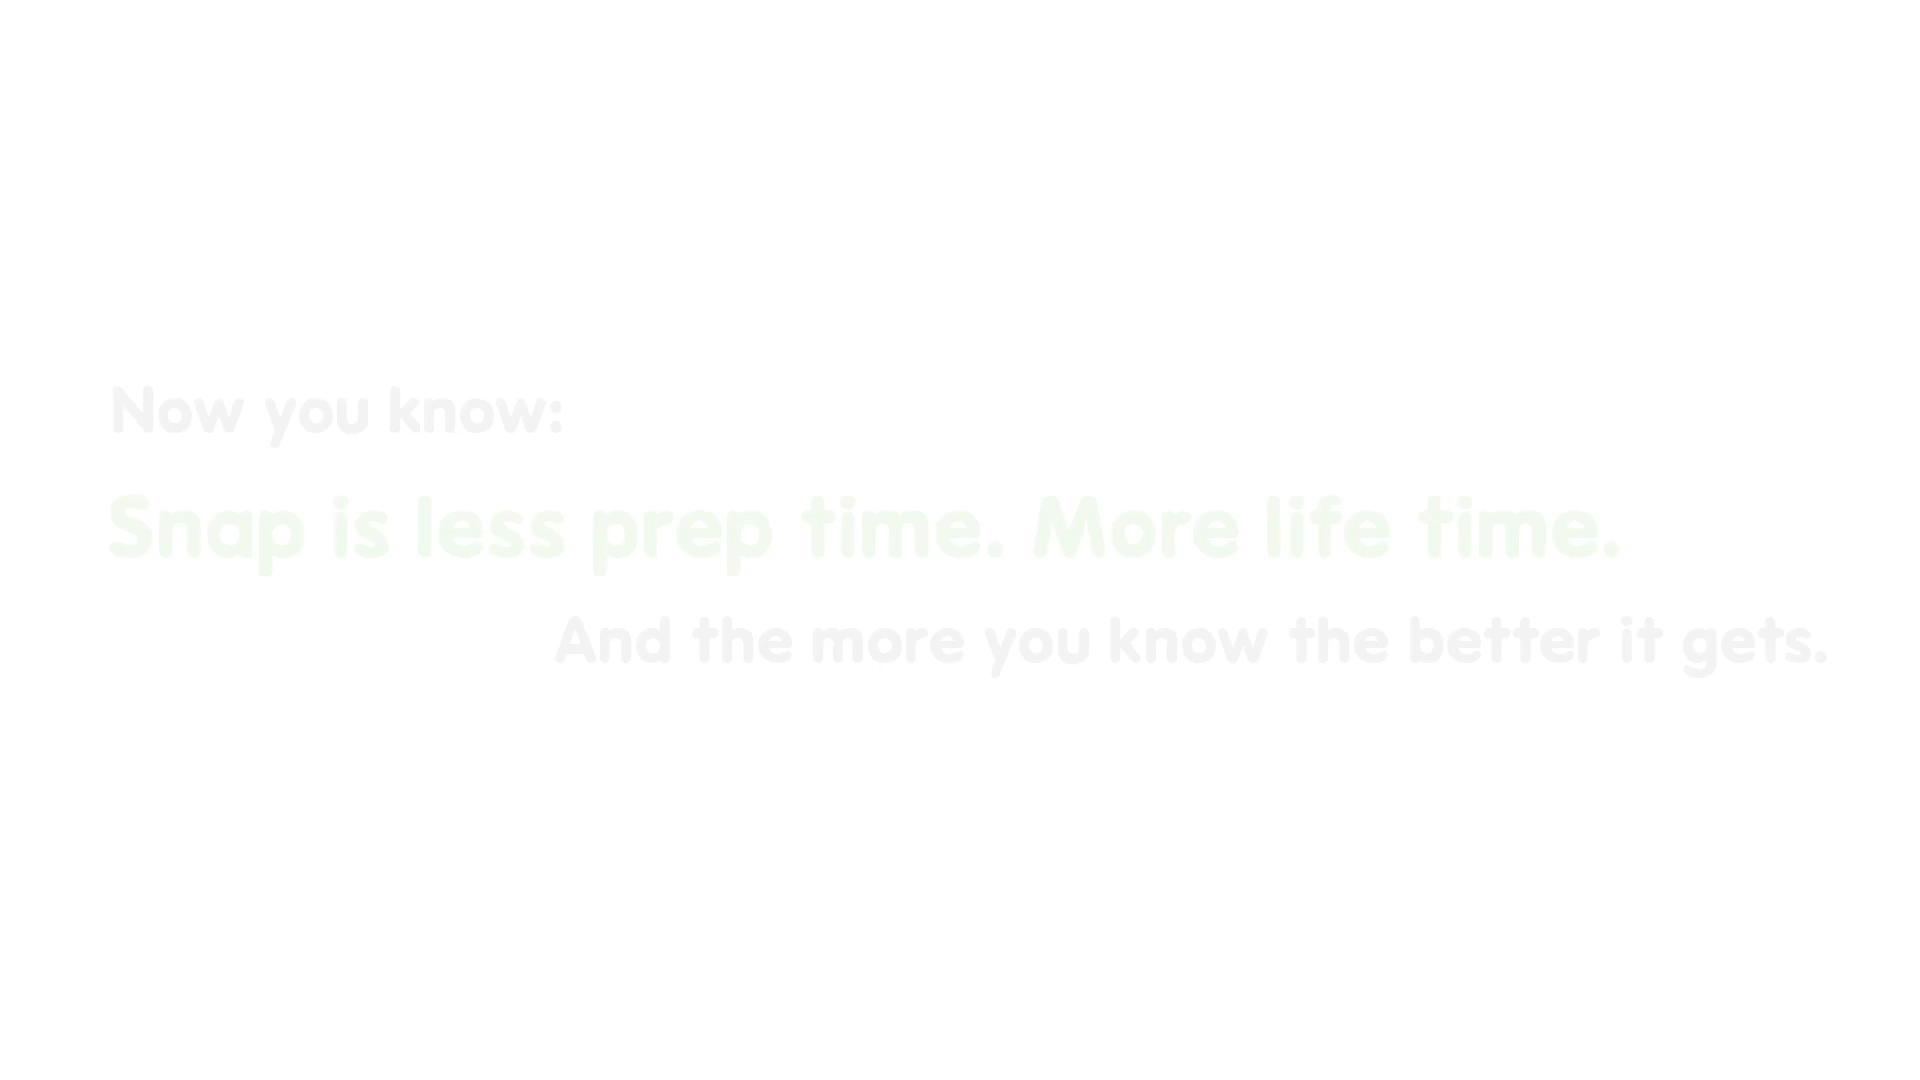 Now you know:
Snap is less prep time. More life time.
And the more you know the better it gets.